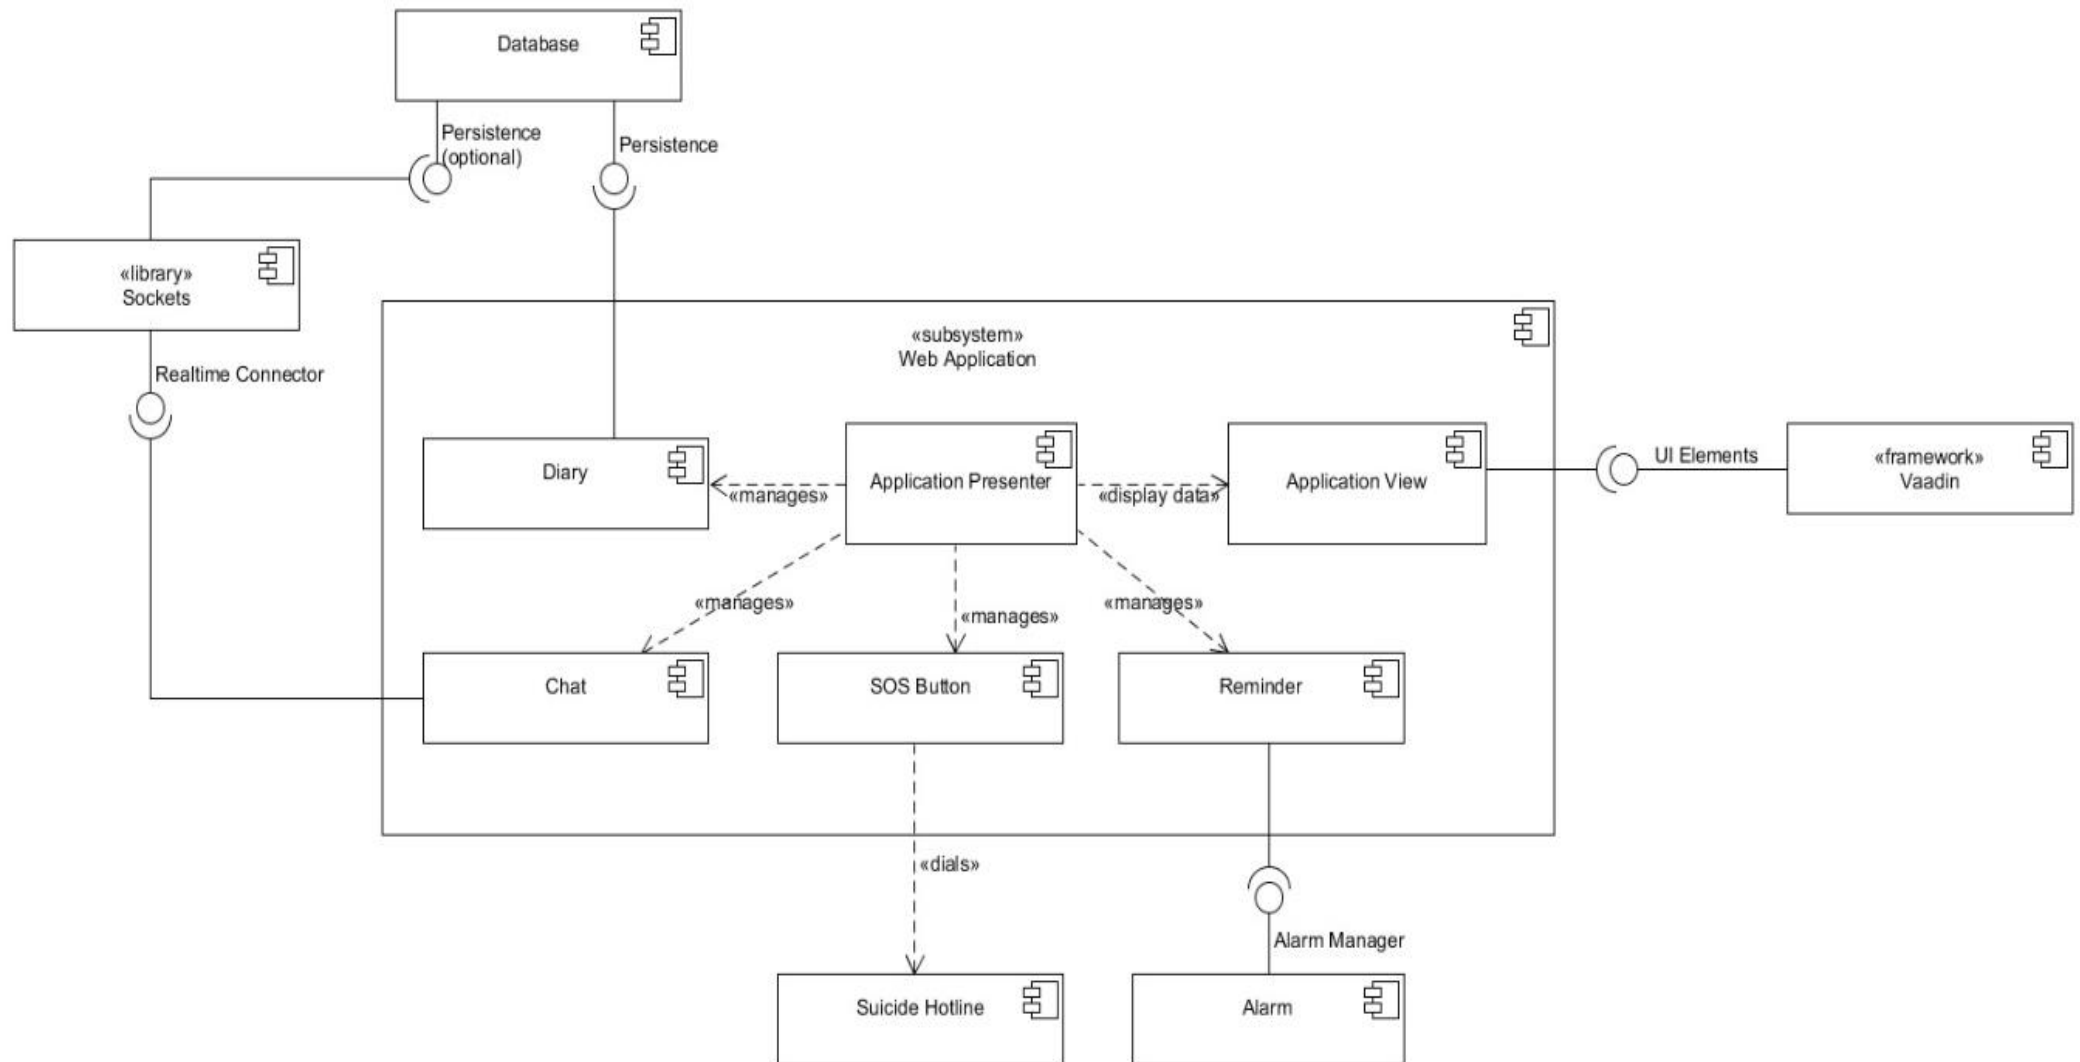 Database
Persistence
(optional)
Persistence
«library»
Sockets
Realtime Connector
«subsystem»
Web Application
Diary
«manages»
Application Presenter
«display data»
Application View
UI Elements
«framework»
Vaadin
«manages»
«manages»
«manages»
Chat
SOS Button
Reminder
«dials»
Alarm Manager
Suicide Hotline
Alarm